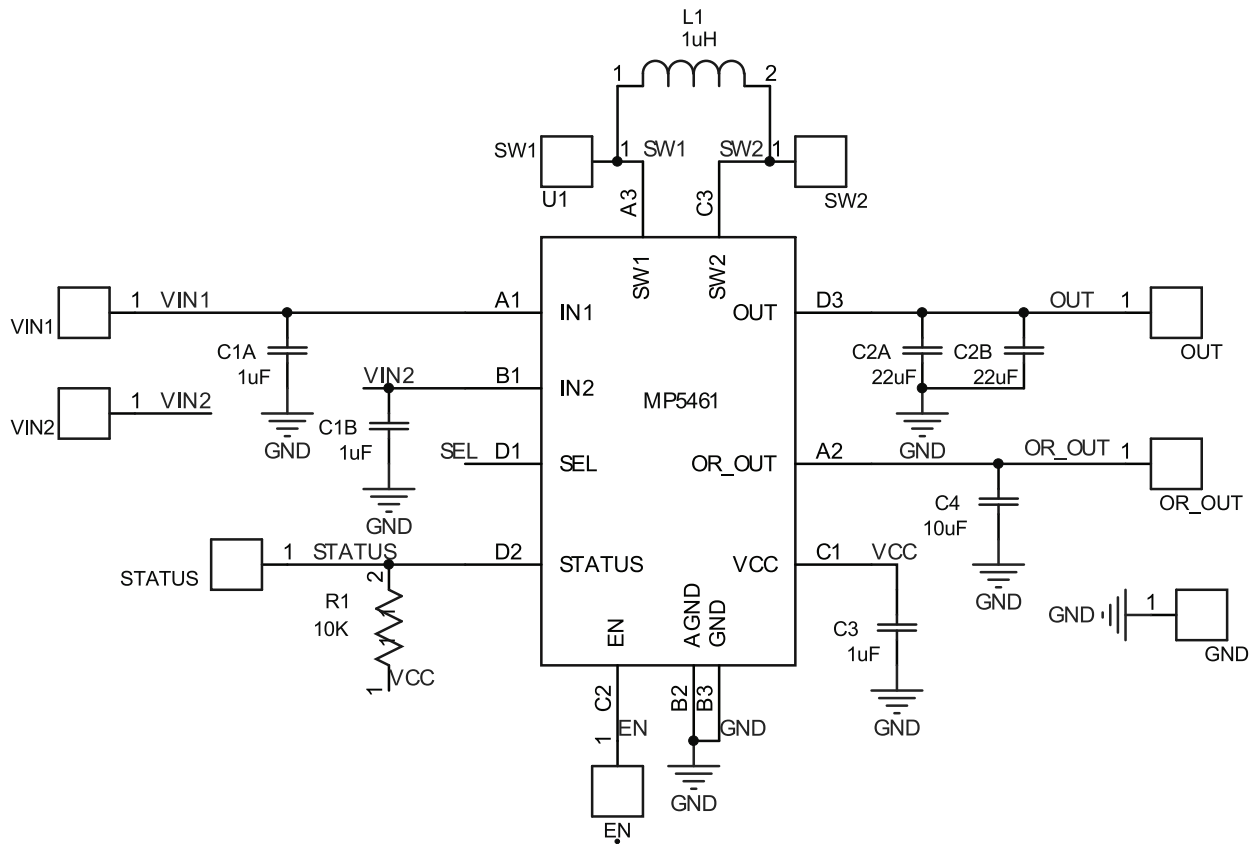 L1
1uH
1 2
SW1 1 SW1 SW2 1
U1 SW2
A3 C3
SW1 SW2
1 VIN1 A1 IN1 OUT D3 OUT 1
VIN1 OUT
C1A C2A C2B
1uF 22uF 22uF
VIN2 B1 IN2
MP5461
1 VIN2
VIN2
GND
C1B
1uF
GND
SEL D1 SEL OR_OUT A2 OR_OUT 1
OR_OUT
C4
10uF
GND
1 STATUS D2 STATUS VCC C1 VCC
STATUS
2
GND
R1
10K
1 VCC
EN AGND GND
C3
1uF
GND 1
GND
C2 B2 B3
1 EN GND
GND
GND
EN